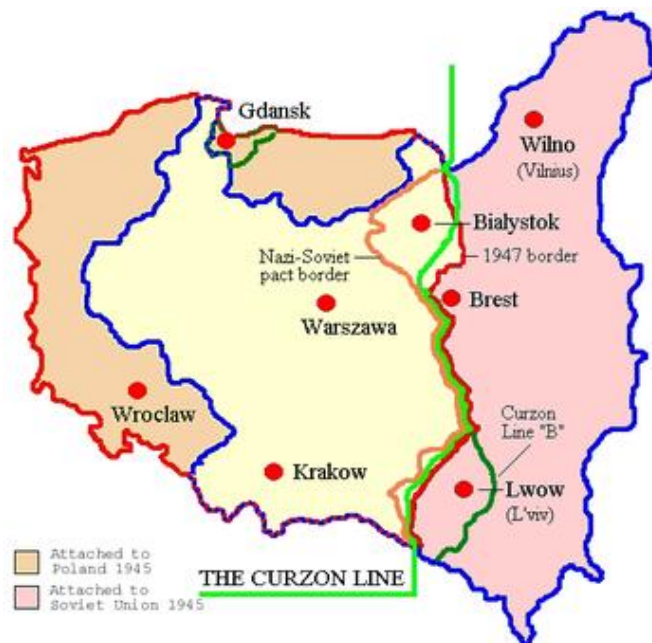 Gdansk
Wilno
(Vilnius)
Białystok
Nazi-Soviet
pact border
1947 border
Brest
Warszawa
Wroclaw
Curzon
Line "B"
Krakow
Lwow
(L'viv)
Attached to
Poland 1945
THE CURZON LINE
Attached to
Soviet Union 1945